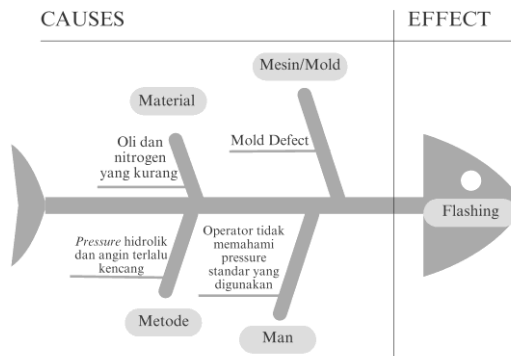 CAUSES
EFFECT
Mesin/Mold
Material
Oli dan
nitrogen
yang kurang
Mold Defect
Flashing
Pressure hidrolik
dan angin terlalu
kencang
Operator tidak
memahami
pressure
standar yang
digunakan
Metode
Man